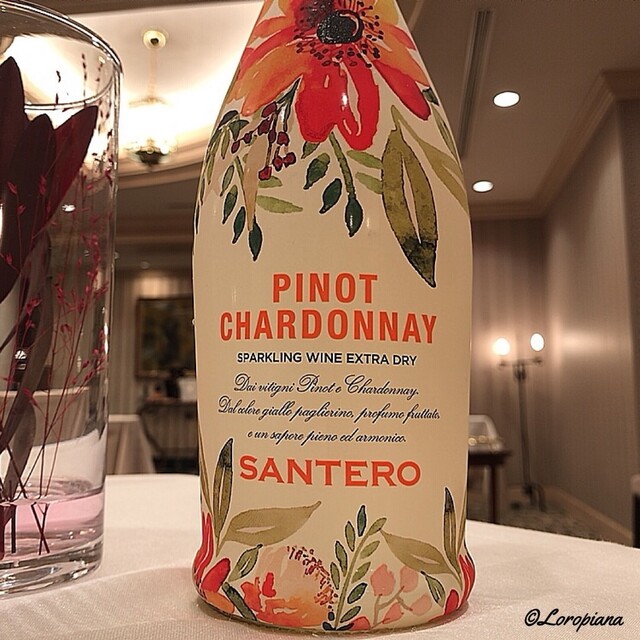 PINOT
CHARDONNAY
SPARKLING WINE EXTRA DRY
Dai vitigni Pinot e Chardonnay.
Dal colore giallo paglierino, profumo fruttato,
e un sapore pieno ed armonico.
SANTERO
©Loropiana